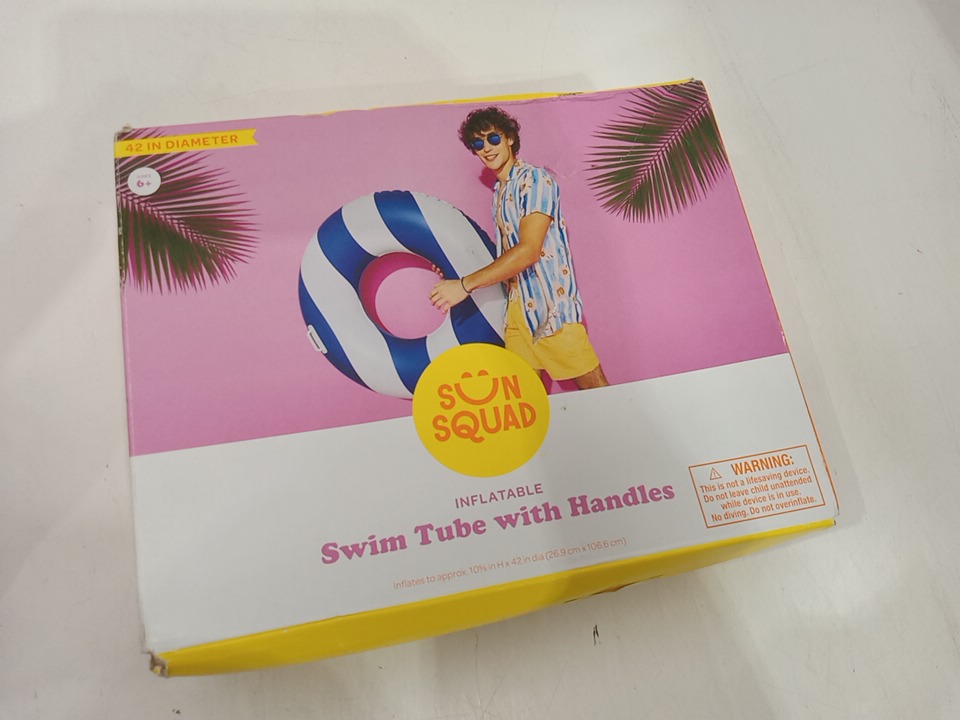 42 IN DIAMETER
AGES
6+
SUN
SQUAD
INFLATABLE
Swim Tube with Handles
Inflates to approx. 10⅝ in H x 42 in dia (26.9 cm x 106.6 cm)
WARNING:
This is not a lifesaving device.
Do not leave child unattended
while device is in use.
No diving. Do not overinflate.